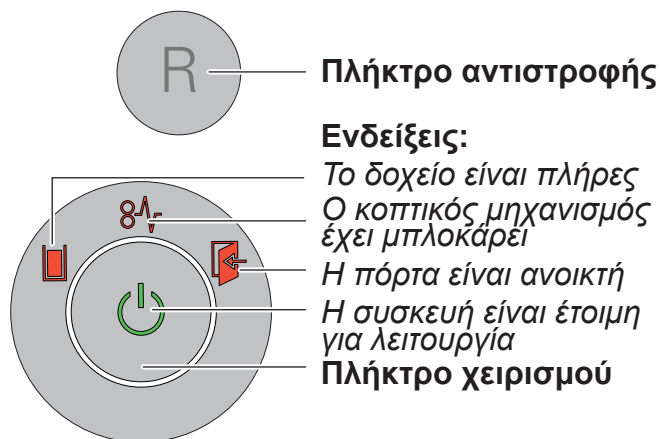 R
Πλήκτρο αντιστροφής
Ενδείξεις:
Το δοχείο είναι πλήρες
Ο κοπτικός μηχανισμός
έχει μπλοκάρει
Η πόρτα είναι ανοικτή
Η συσκευή είναι έτοιμη
για λειτουργία
Πλήκτρο χειρισμού